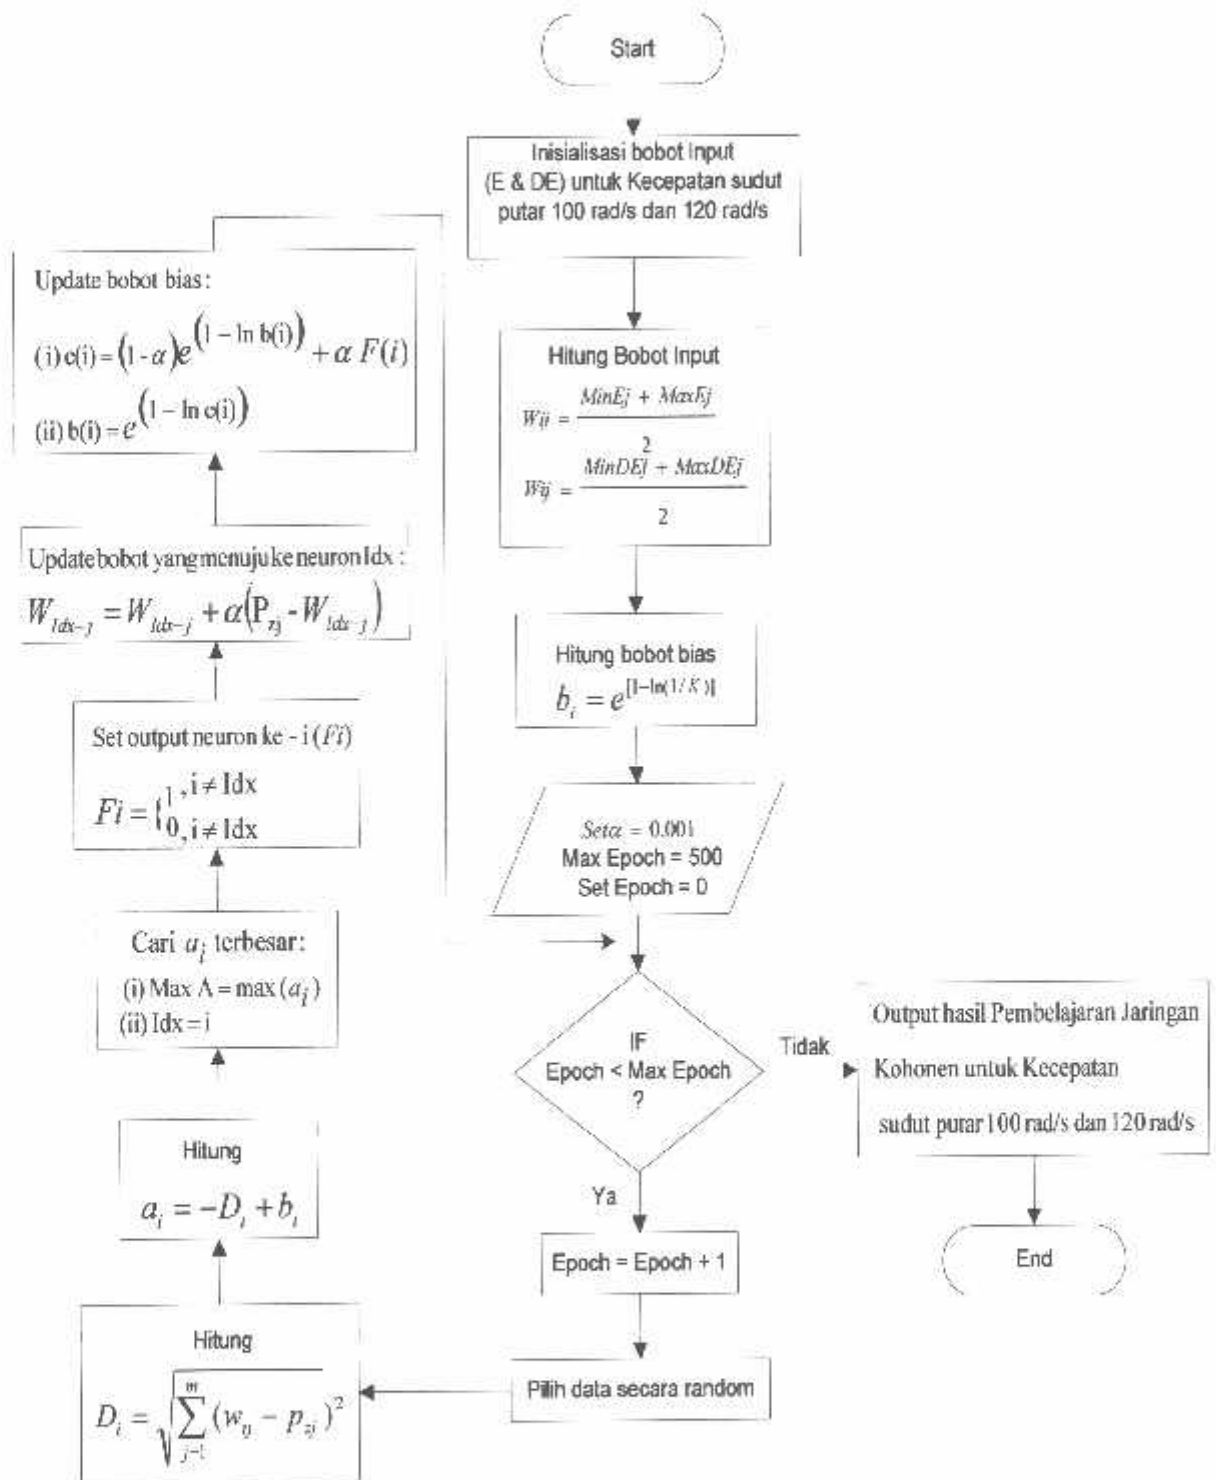 Start
Inisialisasi bobot Input
(E & DE) untuk Kecepatan sudut
putar 100 rad/s dan 120 rad/s
Hitung Bobot Input
Wij = (MinEj + MaxEj) / 2
Wij = (MinDEj + MaxDEj) / 2
Hitung bobot bias
b_i = e^[1-ln(1/K)]
Set α = 0.001
Max Epoch = 500
Set Epoch = 0
IF
Epoch < Max Epoch
?
Tidak
Output hasil Pembelajaran Jaringan
Kohonen untuk Kecepatan
sudut putar 100 rad/s dan 120 rad/s
End
Ya
Epoch = Epoch + 1
Pilih data secara random
Hitung
D_i = √(∑_{j=1}^{m} (w_ij − p_zj)²)
Hitung
a_i = −D_i + b_i
Cari a_i terbesar:
(i) Max A = max (a_i)
(ii) Idx = i
Set output neuron ke - i (Fi)
Fi = {1, i ≠ Idx
0, i ≠ Idx
Update bobot yang menuju ke neuron Idx :
W_Idx-j = W_Idx-j + α(P_zj - W_Idx-j)
Update bobot bias :
(i) c(i) = (1 - α)e^(1 − ln b(i)) + α F(i)
(ii) b(i) = e^(1 − ln c(i))